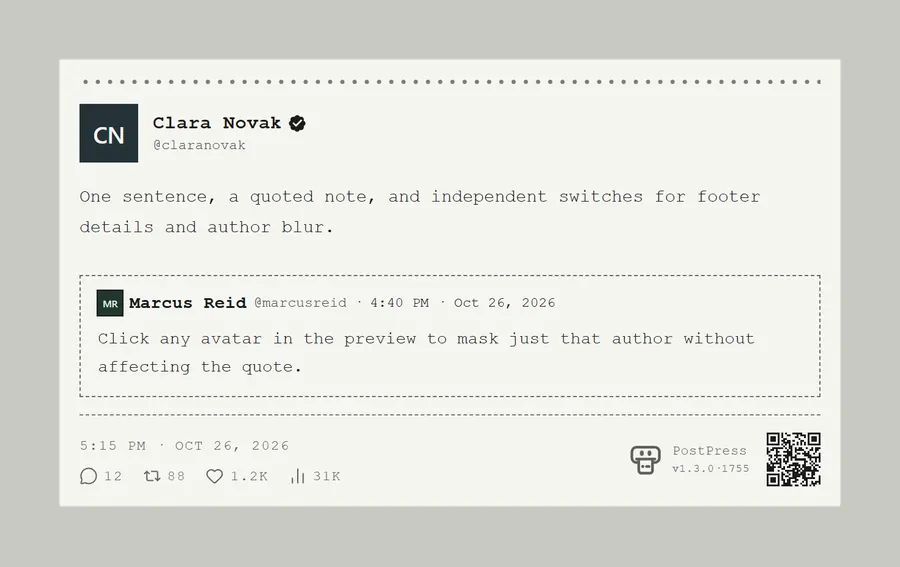 CN
Clara Novak
@claranovak
One sentence, a quoted note, and independent switches for footer
details and author blur.
MR Marcus Reid @marcusreid · 4:40 PM · Oct 26, 2026
Click any avatar in the preview to mask just that author without
affecting the quote.
5:15 PM · OCT 26, 2026
12 88 1.2K 31K
PostPress
v1.3.0·1755